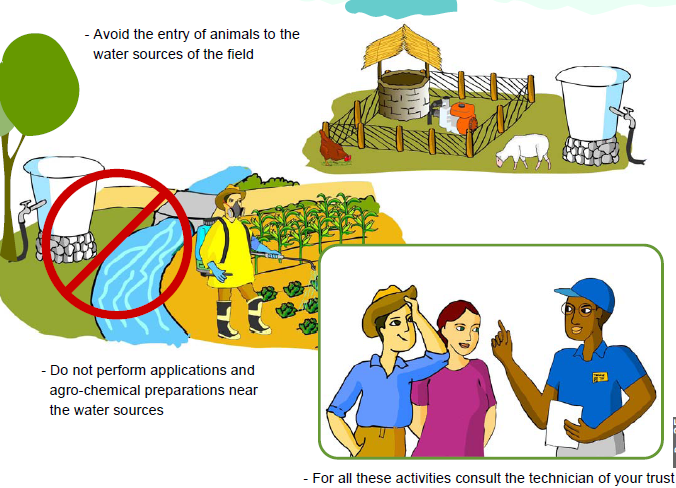 - Avoid the entry of animals to the
water sources of the field
- Do not perform applications and
agro-chemical preparations near
the water sources
- For all these activities consult the technician of your trust